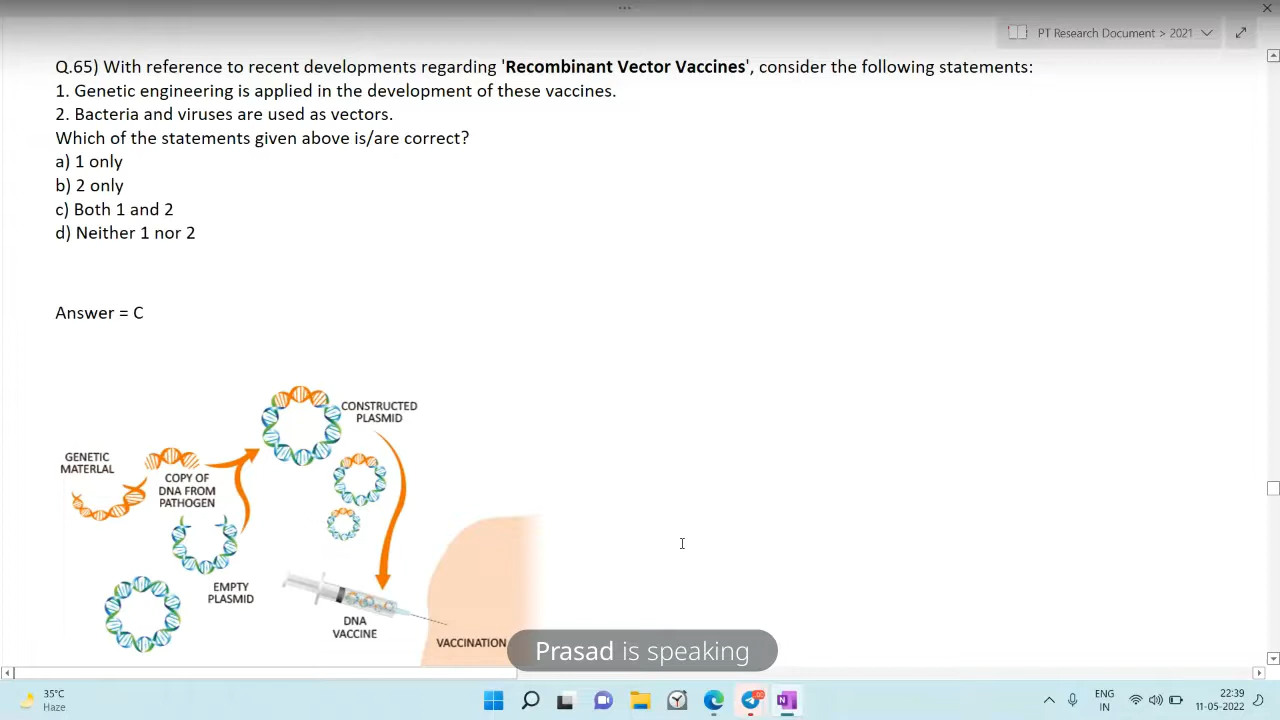 PT Research Document > 2021
Q.65) With reference to recent developments regarding 'Recombinant Vector Vaccines', consider the following statements:
1. Genetic engineering is applied in the development of these vaccines.
2. Bacteria and viruses are used as vectors.
Which of the statements given above is/are correct?
a) 1 only
b) 2 only
c) Both 1 and 2
d) Neither 1 nor 2
Answer = C
CONSTRUCTED
PLASMID
GENETIC
MATERLAL
COPY OF
DNA FROM
PATHOGEN
EMPTY
PLASMID
DNA
VACCINE
VACCINATION
Prasad is speaking
35°C
Haze
ENG
IN
22:39
11-05-2022